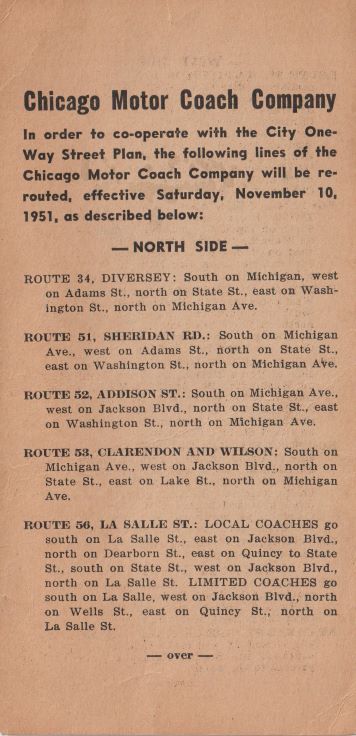 Chicago Motor Coach Company
In order to co-operate with the City One-
Way Street Plan, the following lines of the
Chicago Motor Coach Company will be re-
routed, effective Saturday, November 10,
1951, as described below:
— NORTH SIDE —
ROUTE 34, DIVERSEY: South on Michigan, west
on Adams St., north on State St., east on Wash-
ington St., north on Michigan Ave.
ROUTE 51, SHERIDAN RD.: South on Michigan
Ave., west on Adams St., north on State St.,
east on Washington St., north on Michigan Ave.
ROUTE 52, ADDISON ST.: South on Michigan Ave.,
west on Jackson Blvd., north on State St., east
on Washington St., north on Michigan Ave.
ROUTE 53, CLARENDON AND WILSON: South on
Michigan Ave., west on Jackson Blvd., north on
State St., east on Lake St., north on Michigan
Ave.
ROUTE 56, LA SALLE ST.: LOCAL COACHES go
south on La Salle St., east on Jackson Blvd.,
north on Dearborn St., east on Quincy to State
St., south on State St., west on Jackson Blvd.,
north on La Salle St. LIMITED COACHES go
south on La Salle, west on Jackson Blvd., north
on Wells St., east on Quincy St., north on
La Salle St.
— over —